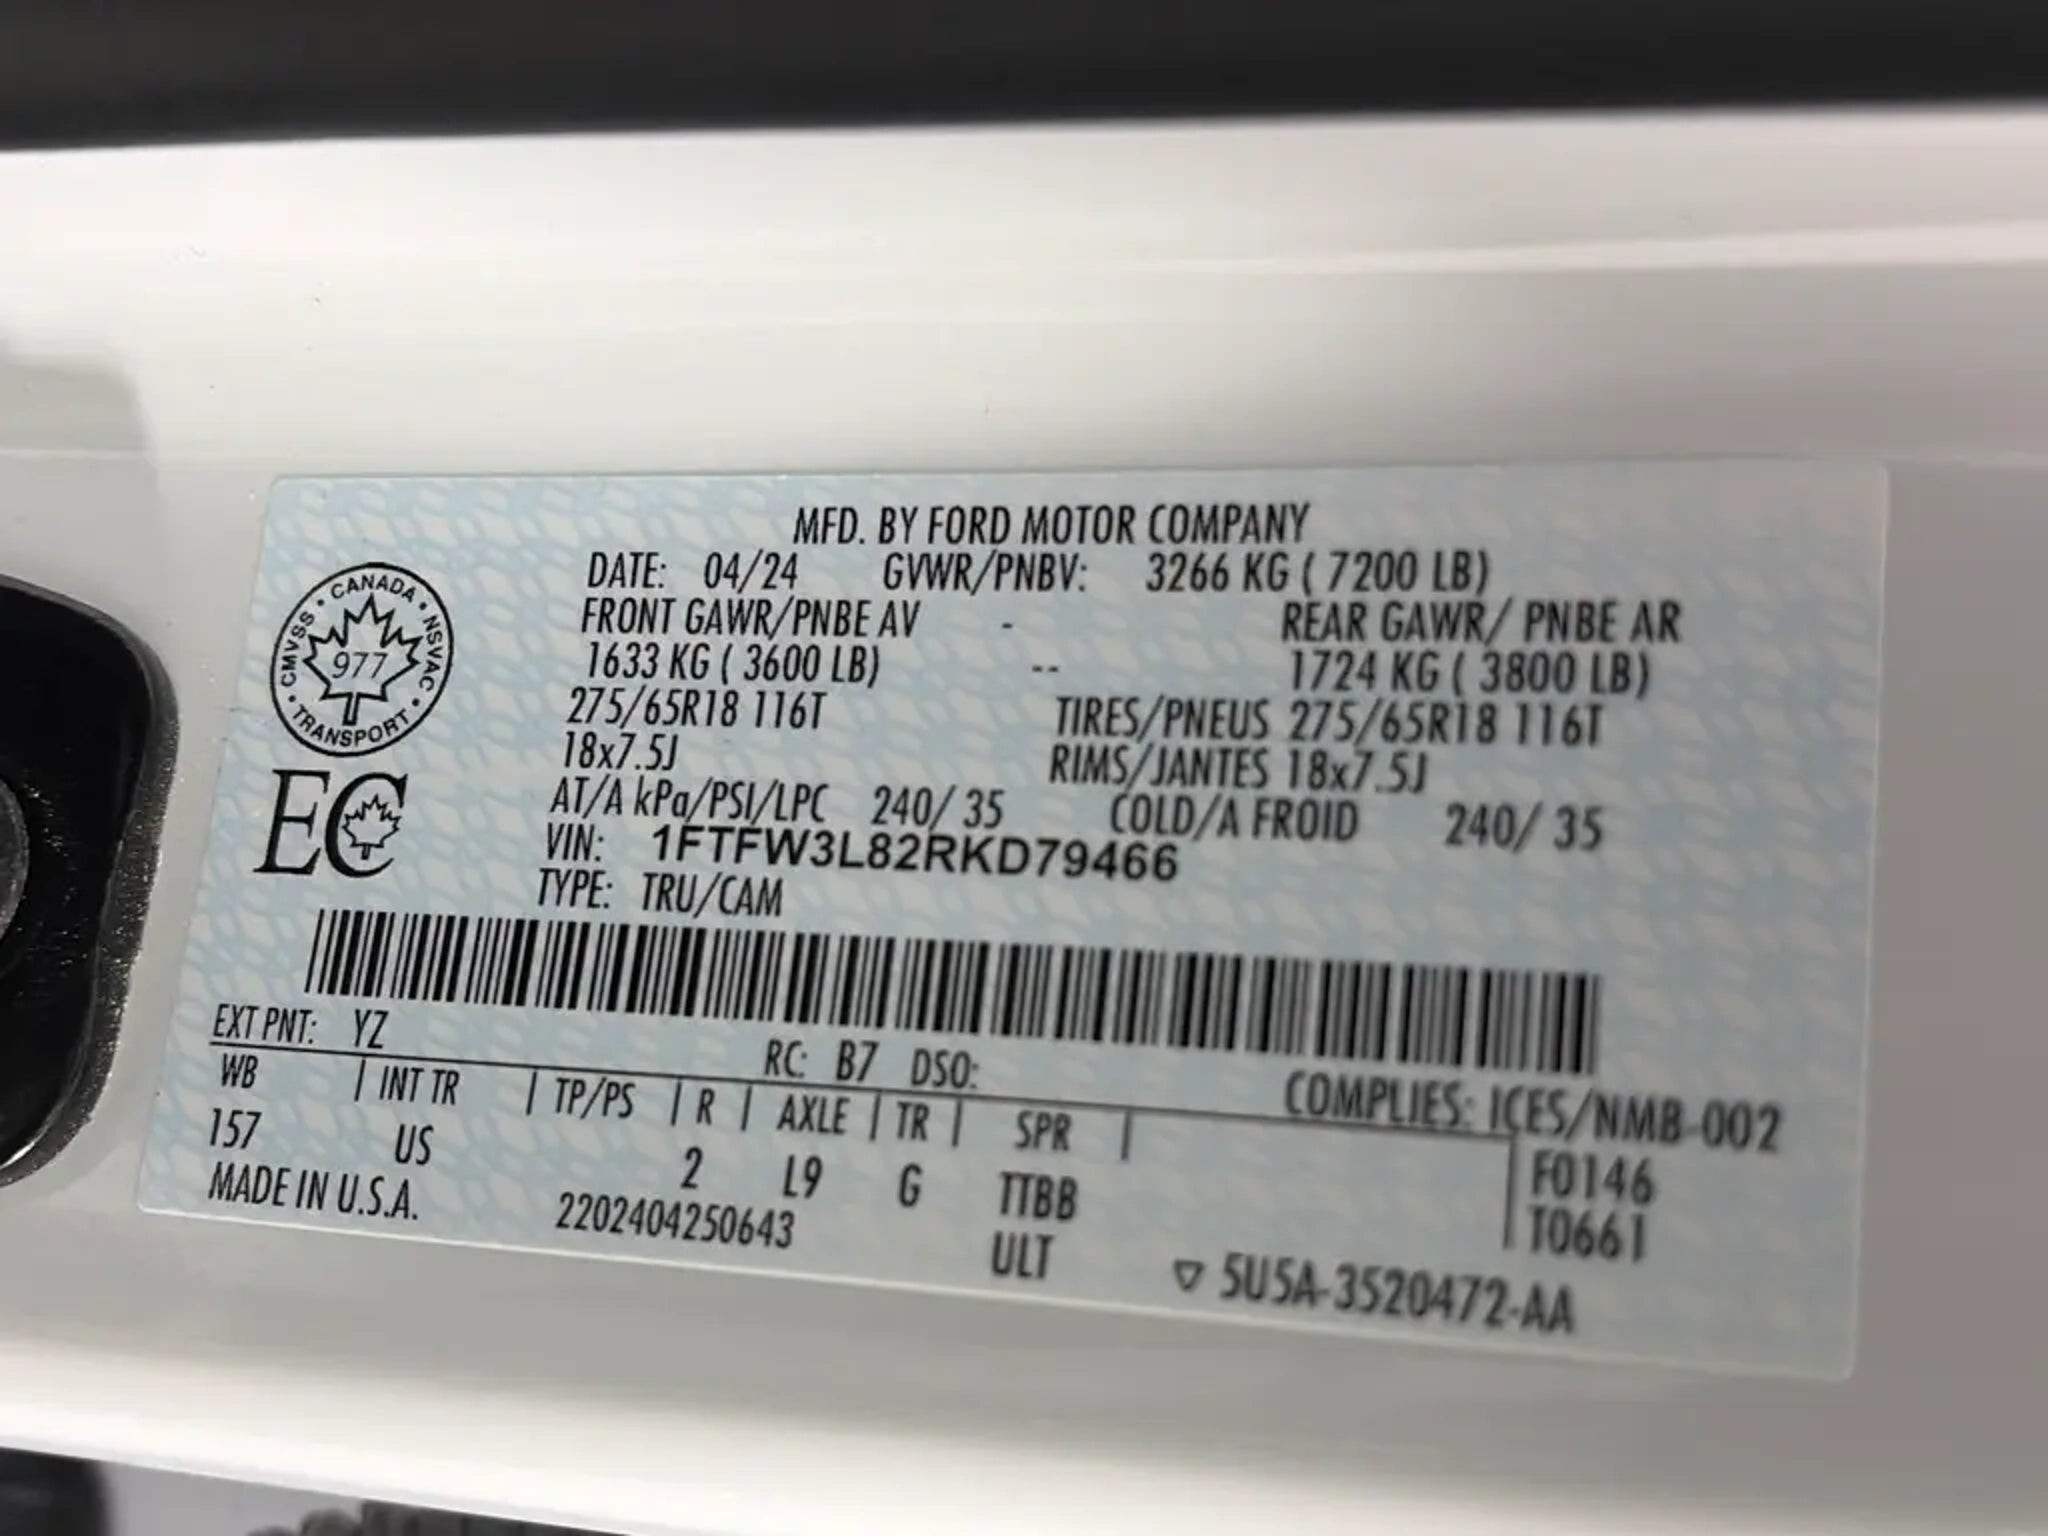 MFD. BY FORD MOTOR COMPANY
DATE: 04/24 GVWR/PNBV: 3266 KG ( 7200 LB)
FRONT GAWR/PNBE AV - REAR GAWR/ PNBE AR
1633 KG ( 3600 LB) -- 1724 KG ( 3800 LB)
275/65R18 116T TIRES/PNEUS 275/65R18 116T
18x7.5J RIMS/JANTES 18x7.5J
AT/A kPa/PSI/LPC 240/ 35 COLD/A FROID 240/ 35
VIN: 1FTFW3L82RKD79466
TYPE: TRU/CAM
CANADA • NSVAC • TRANSPORT • CMVSS •
977
EC
EXT PNT: YZ RC: B7 DSO:
COMPLIES: ICES/NMB-002
WB | INT TR | TP/PS | R | AXLE | TR | SPR |
157 US 2 L9 G TTBB F0146
T0661
MADE IN U.S.A. 2202404250643 ULT
▽ 5U5A-3520472-AA